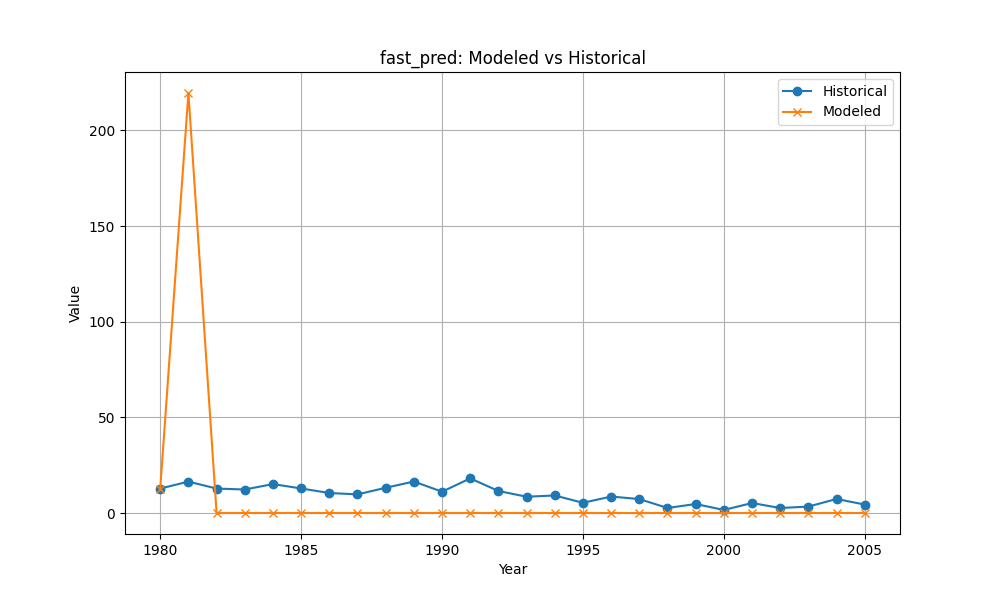 fast_pred: Modeled vs Historical
Historical
Modeled
200
150
100
50
0
Value
1980
1985
1990
1995
2000
2005
Year